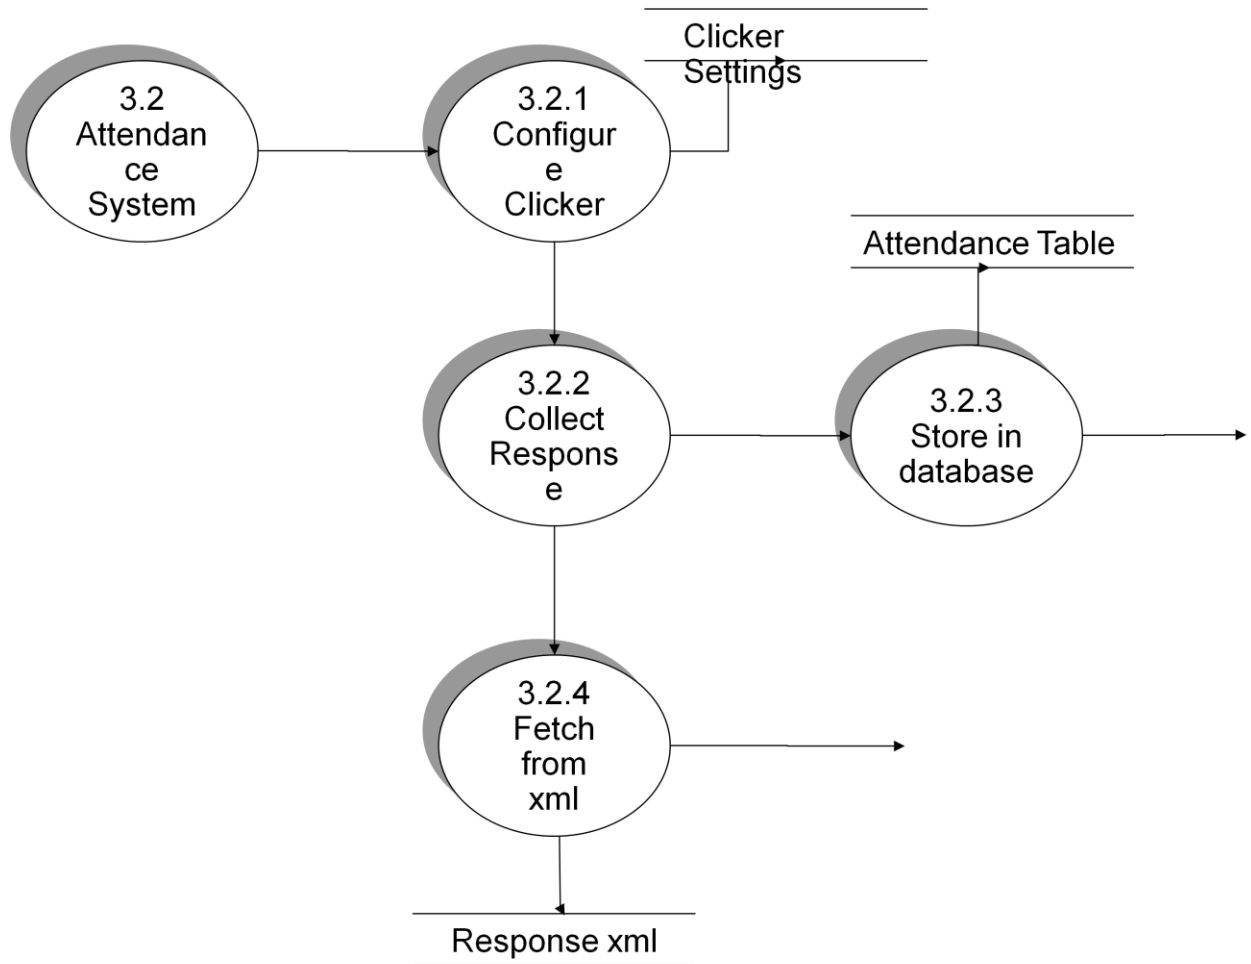 Clicker
Settings
3.2
Attendan
ce
System
3.2.1
Configur
e
Clicker
Attendance Table
3.2.2
Collect
Respons
e
3.2.3
Store in
database
3.2.4
Fetch
from
xml
Response xml